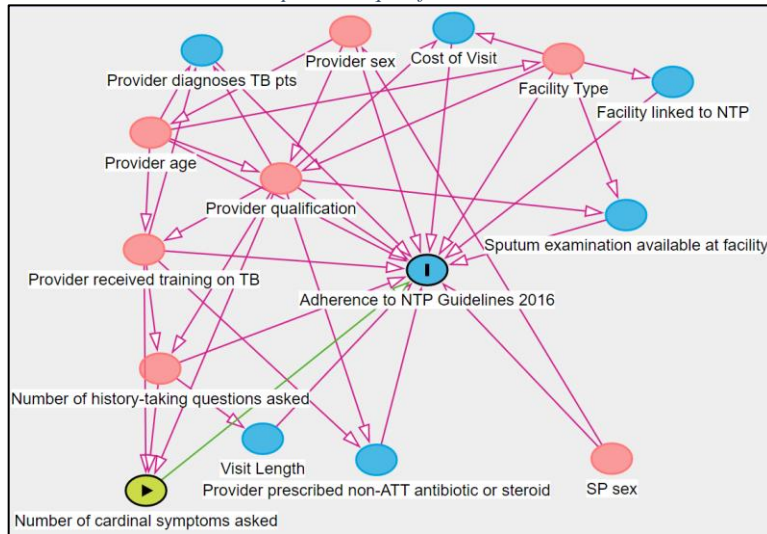 Provider diagnoses TB pts
Provider sex
Cost of Visit
Facility Type
Facility linked to NTP
Provider age
Provider qualification
Sputum examination available at facility
Provider received training on TB
Adherence to NTP Guidelines 2016
Number of history-taking questions asked
Visit Length
Provider prescribed non-ATT antibiotic or steroid
SP sex
Number of cardinal symptoms asked